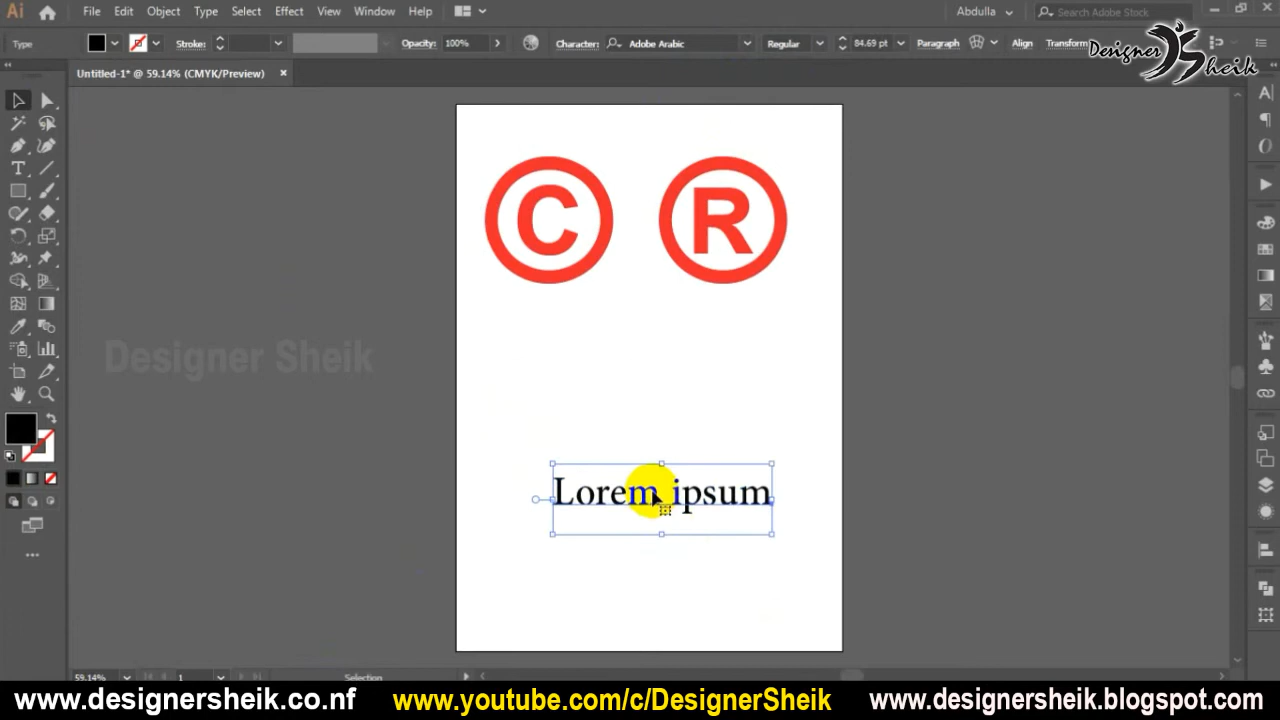 Ai File Edit Object Type Select Effect View Window Help Abdulla Search Adobe Stock
Type Stroke: Opacity: 100% Character: Adobe Arabic Regular 84.69 pt Paragraph Align Transform
Designer Sheik
Untitled-1* @ 59.14% (CMYK/Preview) ×
© ®
Designer Sheik
Lorem ipsum
59.14% 1 Selection
www.designersheik.co.nf www.youtube.com/c/DesignerSheik www.designersheik.blogspot.com